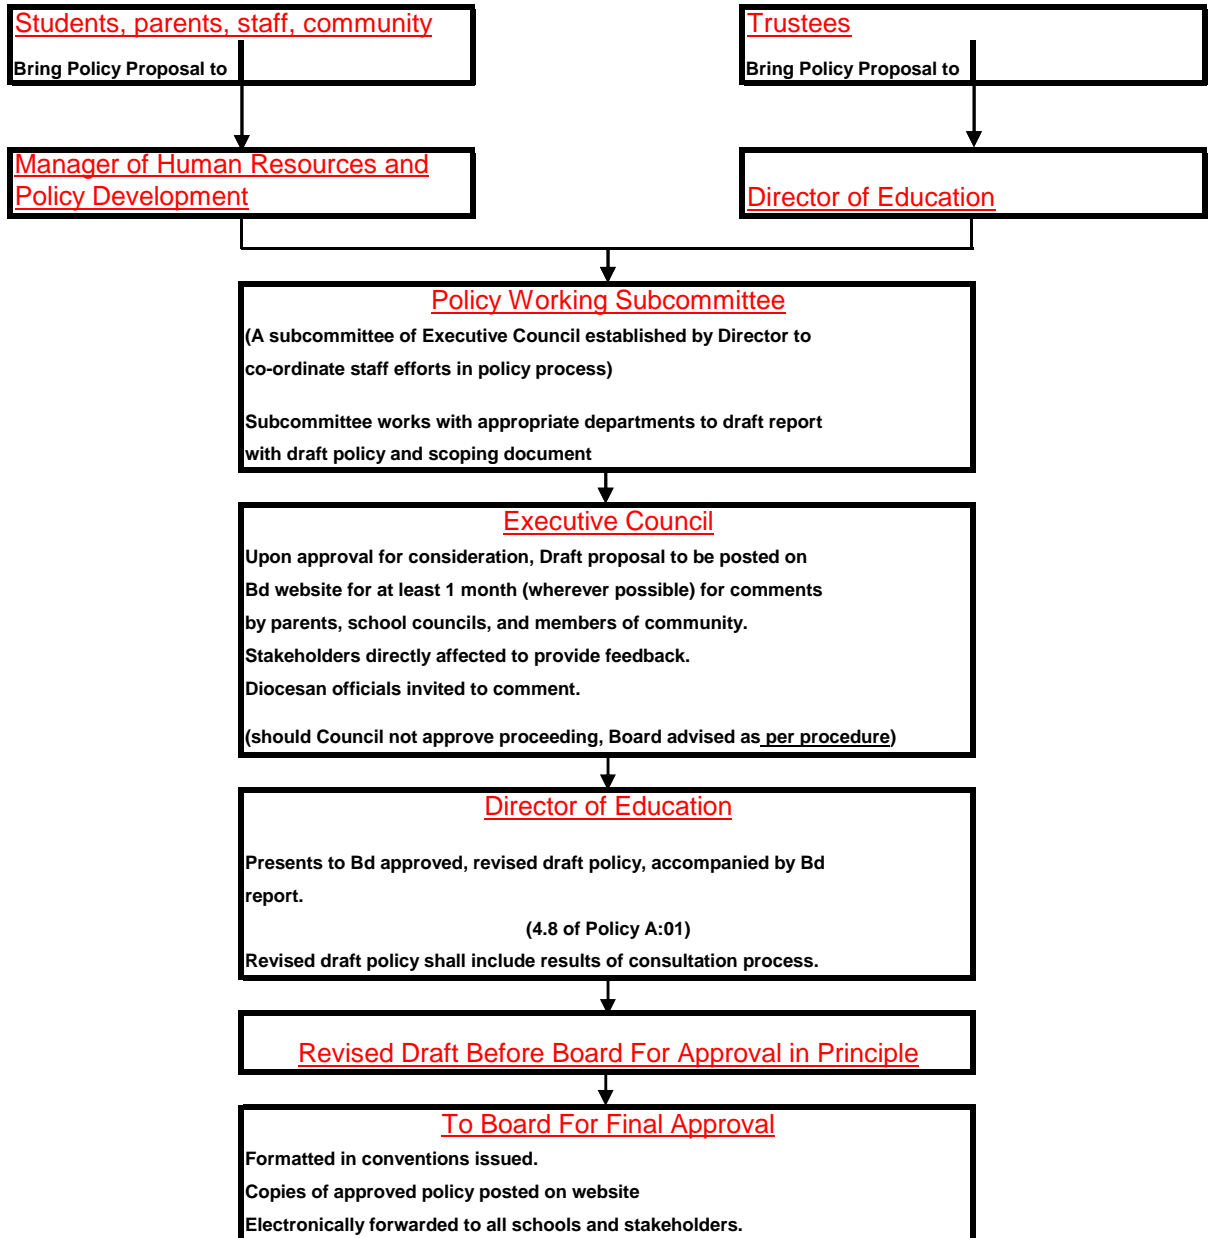 Students, parents, staff, community
Bring Policy Proposal to
Trustees
Bring Policy Proposal to
Manager of Human Resources and
Policy Development
Director of Education
Policy Working Subcommittee
(A subcommittee of Executive Council established by Director to
co-ordinate staff efforts in policy process)
Subcommittee works with appropriate departments to draft report
with draft policy and scoping document
Executive Council
Upon approval for consideration, Draft proposal to be posted on
Bd website for at least 1 month (wherever possible) for comments
by parents, school councils, and members of community.
Stakeholders directly affected to provide feedback.
Diocesan officials invited to comment.
(should Council not approve proceeding, Board advised as per procedure)
Director of Education
Presents to Bd approved, revised draft policy, accompanied by Bd
report.
(4.8 of Policy A:01)
Revised draft policy shall include results of consultation process.
Revised Draft Before Board For Approval in Principle
To Board For Final Approval
Formatted in conventions issued.
Copies of approved policy posted on website
Electronically forwarded to all schools and stakeholders.